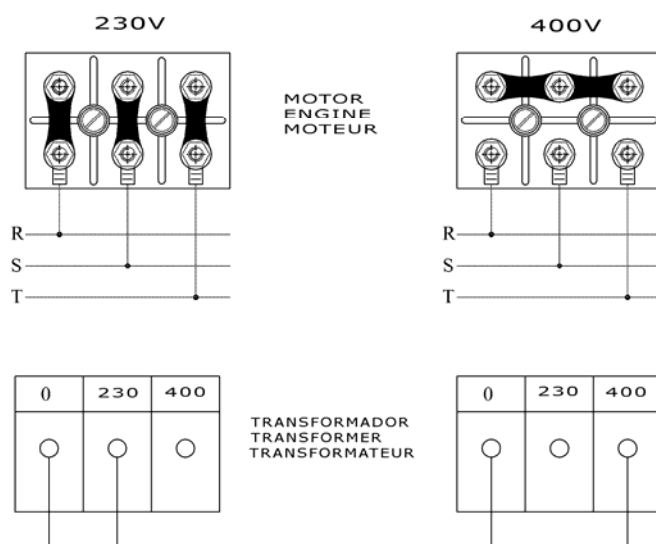 230V
400V
MOTOR
ENGINE
MOTEUR
R
S
T
R
S
T
0 230 400
TRANSFORMADOR
TRANSFORMER
TRANSFORMATEUR
0 230 400